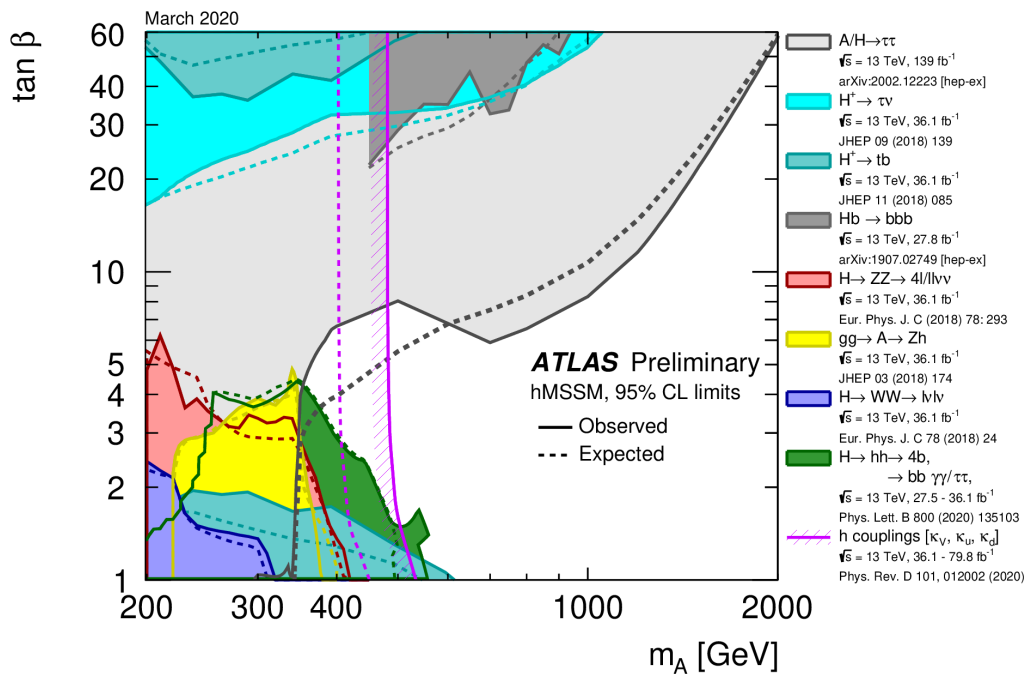 March 2020
tan β
60
40
30
20
10
5
4
3
2
1
200
300
400
1000
2000
m_A [GeV]
ATLAS Preliminary
hMSSM, 95% CL limits
Observed
Expected
A/H→ττ
√s = 13 TeV, 139 fb⁻¹
arXiv:2002.12223 [hep-ex]
H⁺→ τν
√s = 13 TeV, 36.1 fb⁻¹
JHEP 09 (2018) 139
H⁺→ tb
√s = 13 TeV, 36.1 fb⁻¹
JHEP 11 (2018) 085
Hb → bbb
√s = 13 TeV, 27.8 fb⁻¹
arXiv:1907.02749 [hep-ex]
H→ ZZ→ 4l/llνν
√s = 13 TeV, 36.1 fb⁻¹
Eur. Phys. J. C (2018) 78: 293
gg→ A→ Zh
√s = 13 TeV, 36.1 fb⁻¹
JHEP 03 (2018) 174
H→ WW→ lνlν
√s = 13 TeV, 36.1 fb⁻¹
Eur. Phys. J. C 78 (2018) 24
H→ hh→ 4b,
→ bb γγ/ττ,
√s = 13 TeV, 27.5 - 36.1 fb⁻¹
Phys. Lett. B 800 (2020) 135103
h couplings [κ_V, κ_u, κ_d]
√s = 13 TeV, 36.1 - 79.8 fb⁻¹
Phys. Rev. D 101, 012002 (2020)